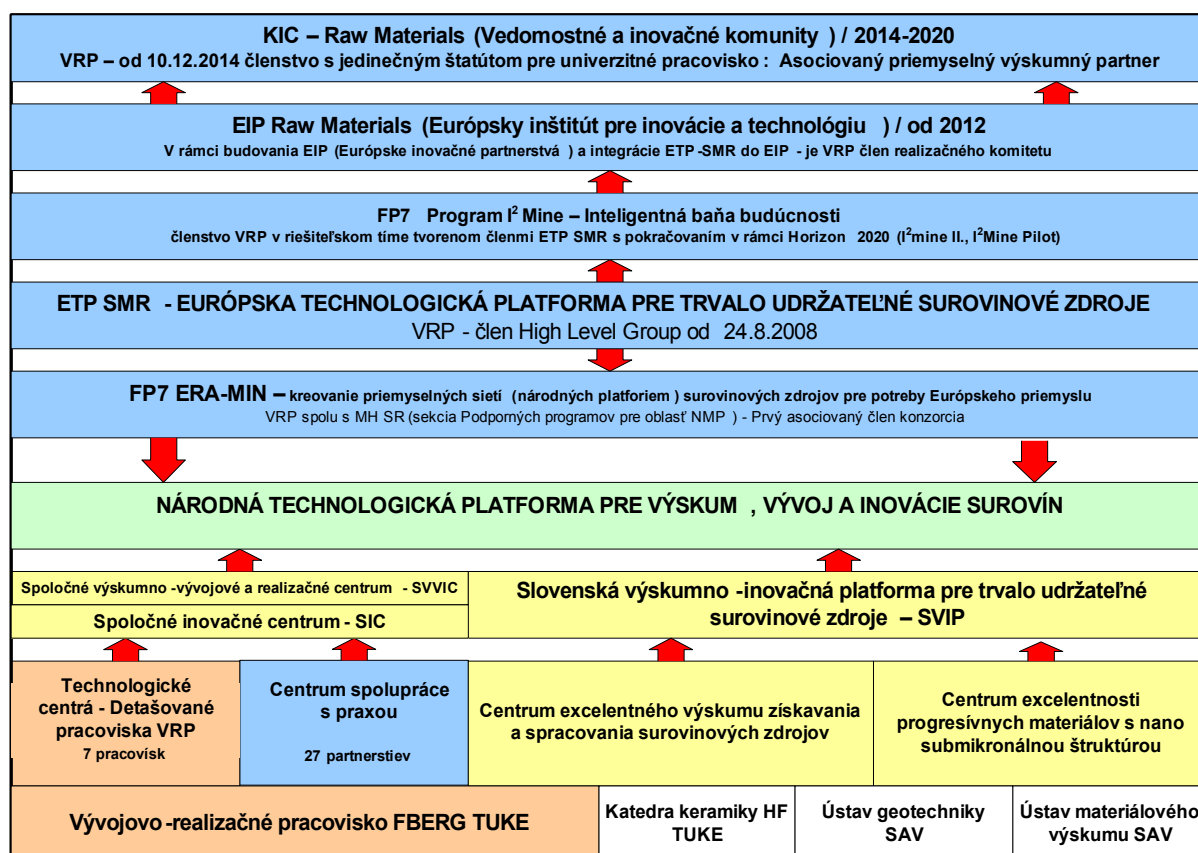 KIC – Raw Materials (Vedomostné a inovačné komunity ) / 2014-2020
VRP – od 10.12.2014 členstvo s jedinečným štatútom pre univerzitné pracovisko : Asociovaný priemyselný výskumný partner
EIP Raw Materials (Európsky inštitút pre inovácie a technológiu ) / od 2012
V rámci budovania EIP (Európske inovačné partnerstvá ) a integrácie ETP -SMR do EIP - je VRP člen realizačného komitetu
FP7 Program I² Mine – Inteligentná baňa budúcnosti
členstvo VRP v riešiteľskom tíme tvorenom členmi ETP SMR s pokračovaním v rámci Horizon 2020 (I²mine II., I²Mine Pilot)
ETP SMR - EURÓPSKA TECHNOLOGICKÁ PLATFORMA PRE TRVALO UDRŽATEĽNÉ SUROVINOVÉ ZDROJE
VRP - člen High Level Group od 24.8.2008
FP7 ERA-MIN – kreovanie priemyselných sietí (národných platforiem ) surovinových zdrojov pre potreby Európskeho priemyslu
VRP spolu s MH SR (sekcia Podporných programov pre oblasť NMP ) - Prvý asociovaný člen konzorcia
NÁRODNÁ TECHNOLOGICKÁ PLATFORMA PRE VÝSKUM , VÝVOJ A INOVÁCIE SUROVÍN
Spoločné výskumno -vývojové a realizačné centrum - SVVIC
Spoločné inovačné centrum - SIC
Slovenská výskumno -inovačná platforma pre trvalo udržateľné
surovinové zdroje – SVIP
Technologické
centrá - Detašované
pracoviska VRP
7 pracovísk
Centrum spolupráce
s praxou
27 partnerstiev
Centrum excelentného výskumu získavania
a spracovania surovinových zdrojov
Centrum excelentnosti
progresívnych materiálov s nano
submikronálnou štruktúrou
Vývojovo -realizačné pracovisko FBERG TUKE
Katedra keramiky HF
TUKE
Ústav geotechniky
SAV
Ústav materiálového
výskumu SAV